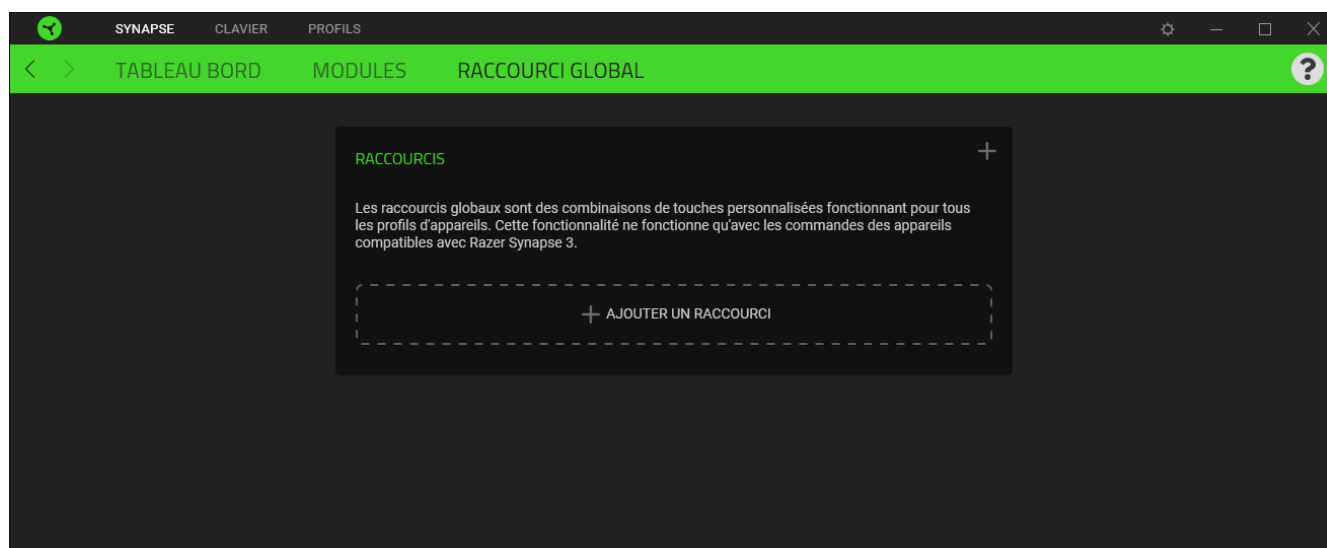 SYNAPSE CLAVIER PROFILS
TABLEAU BORD MODULES RACCOURCI GLOBAL ?
RACCOURCIS
Les raccourcis globaux sont des combinaisons de touches personnalisées fonctionnant pour tous
les profils d'appareils. Cette fonctionnalité ne fonctionne qu'avec les commandes des appareils
compatibles avec Razer Synapse 3.
AJOUTER UN RACCOURCI